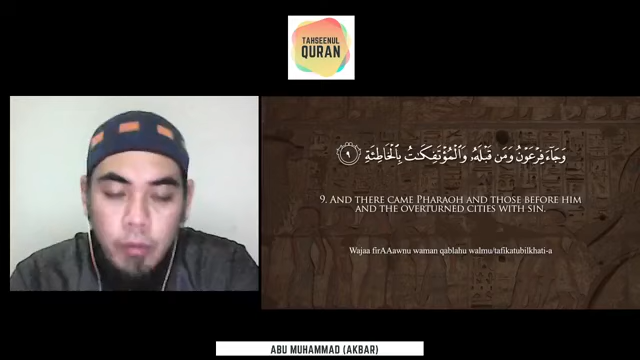 TAHSEENUL
QURAN
وَجَآءَ فِرْعَوْنُ وَمَن قَبْلَهُۥ وَٱلْمُؤْتَفِكَـٰتُ بِٱلْخَاطِئَةِ ٩
9. AND THERE CAME PHARAOH AND THOSE BEFORE HIM
AND THE OVERTURNED CITIES WITH SIN.
Wajaa firAAawnu waman qablahu walmu/tafikatubilkhati-a
ABU MUHAMMAD (AKBAR)